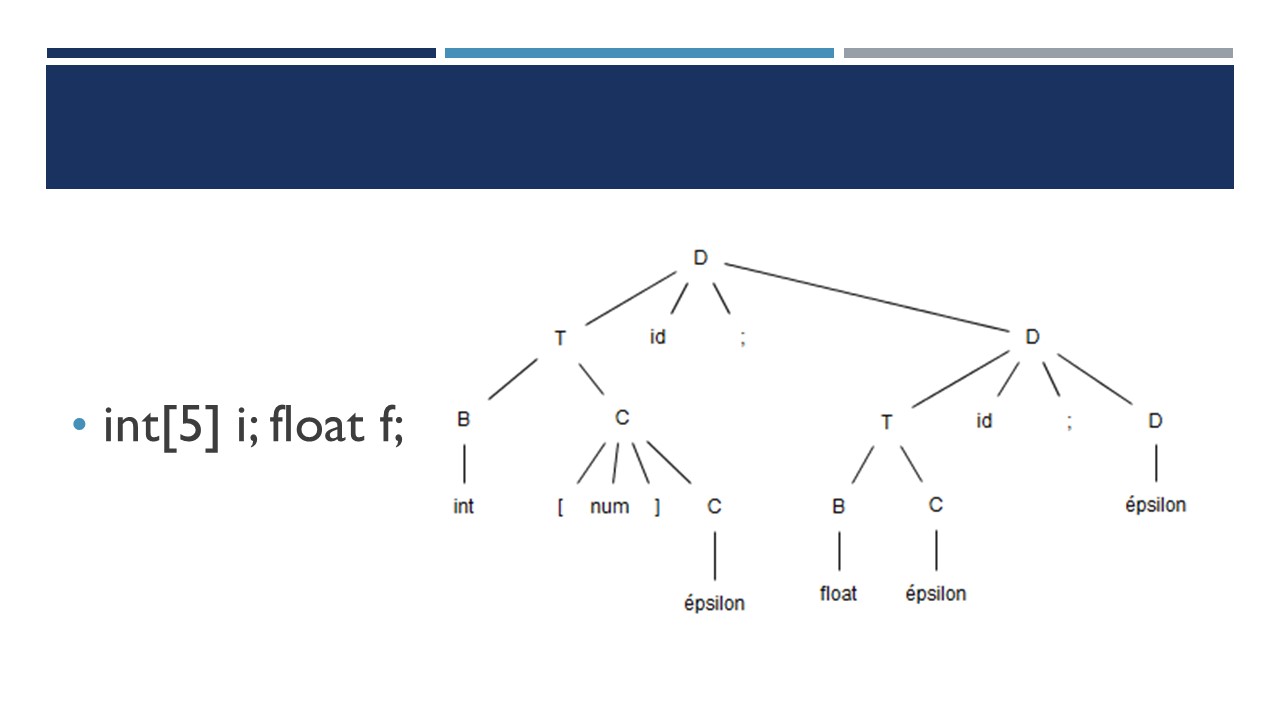 int[5] i; float f;
D
T id ; D
B C T id ; D
int [ num ] C B C épsilon
épsilon float épsilon